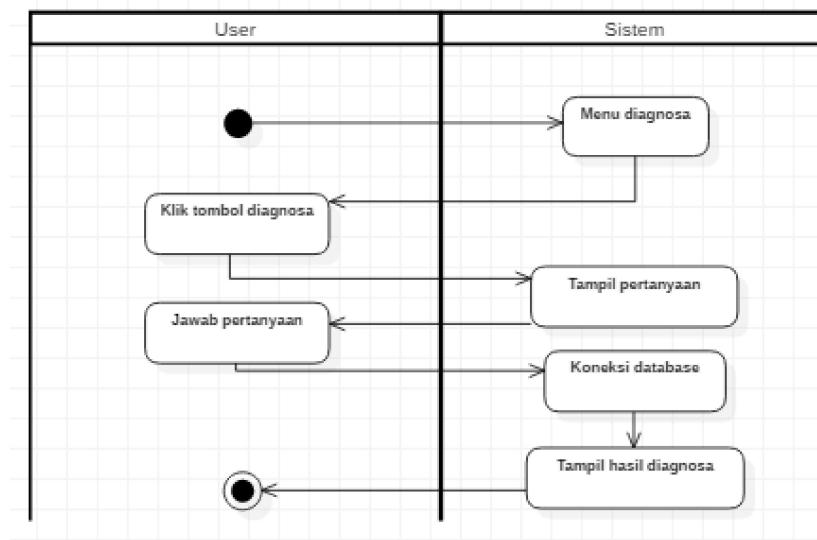 User
Sistem
Menu diagnosa
Klik tombol diagnosa
Tampil pertanyaan
Jawab pertanyaan
Koneksi database
Tampil hasil diagnosa